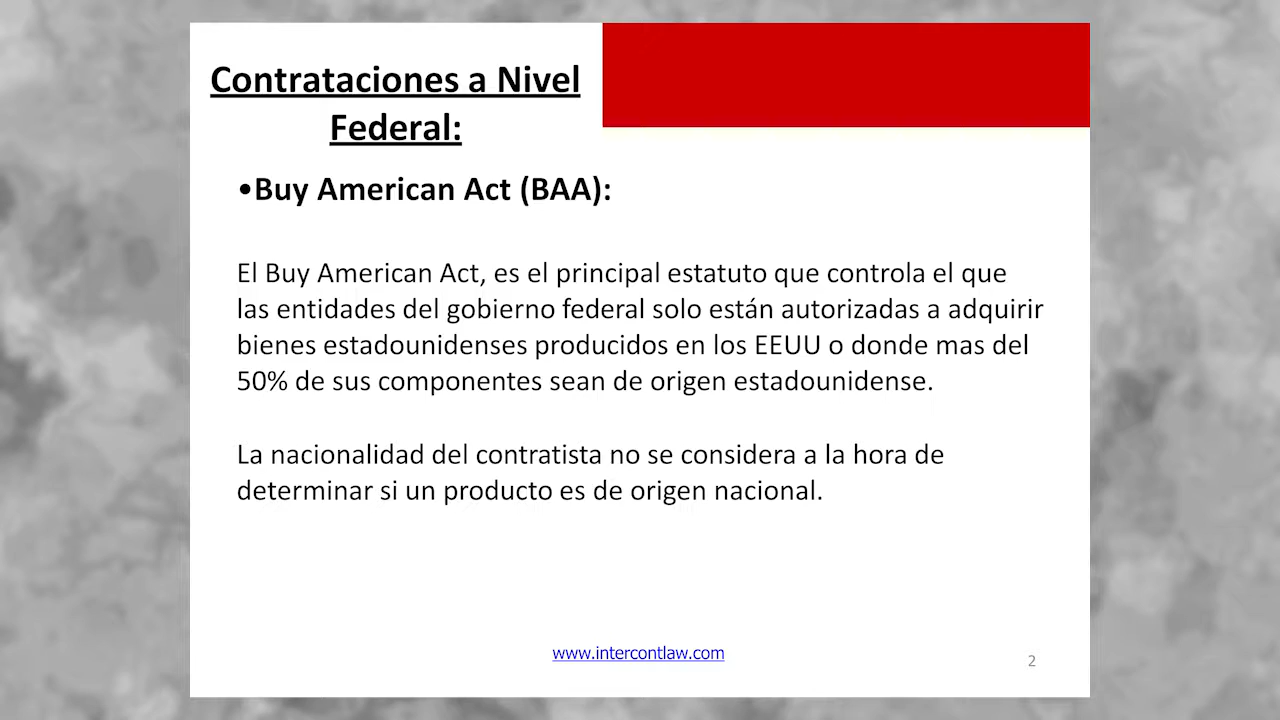 Contrataciones a Nivel
Federal:
•Buy American Act (BAA):
El Buy American Act, es el principal estatuto que controla el que
las entidades del gobierno federal solo están autorizadas a adquirir
bienes estadounidenses producidos en los EEUU o donde mas del
50% de sus componentes sean de origen estadounidense.
La nacionalidad del contratista no se considera a la hora de
determinar si un producto es de origen nacional.
www.intercontlaw.com
2